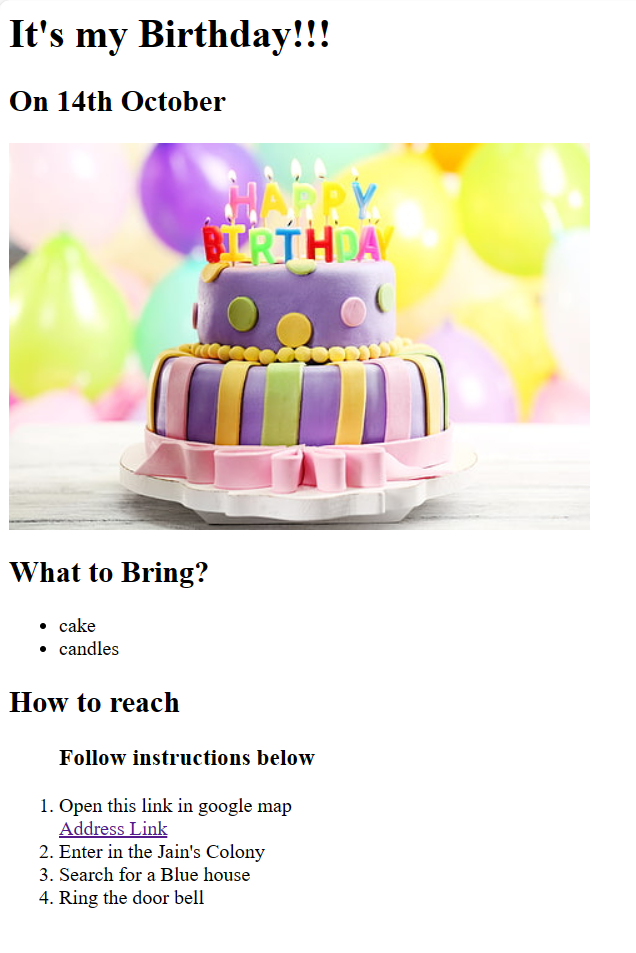 It's my Birthday!!!
On 14th October
HAPPY
BIRTHDAY
What to Bring?
• cake
• candles
How to reach
Follow instructions below
1. Open this link in google map
Address Link
2. Enter in the Jain's Colony
3. Search for a Blue house
4. Ring the door bell